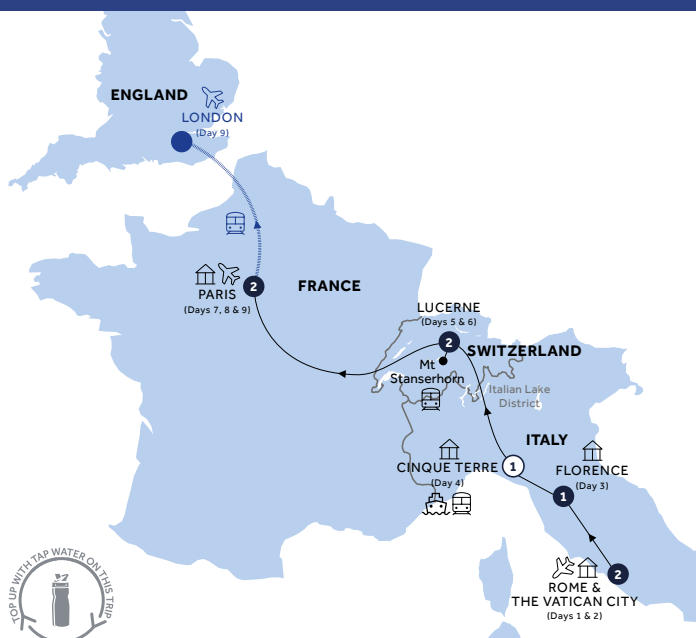 ENGLAND
LONDON
(Day 9)
2
PARIS
(Days 7, 8 & 9)
FRANCE
LUCERNE
(Days 5 & 6)
2
SWITZERLAND
Mt
Stanserhorn
Italian Lake
District
ITALY
CINQUE TERRE
(Day 4)
1
FLORENCE
(Day 3)
1
2
ROME &
THE VATICAN CITY
(Days 1 & 2)
TOP UP WITH TAP WATER ON THIS TRIP